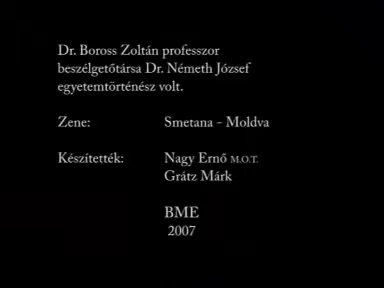 Dr. Boross Zoltán professzor
beszélgetőtársa Dr. Németh József
egyetemtörténész volt.
Zene: Smetana - Moldva
Készítették: Nagy Ernő M.O.T.
Grátz Márk
BME
2007